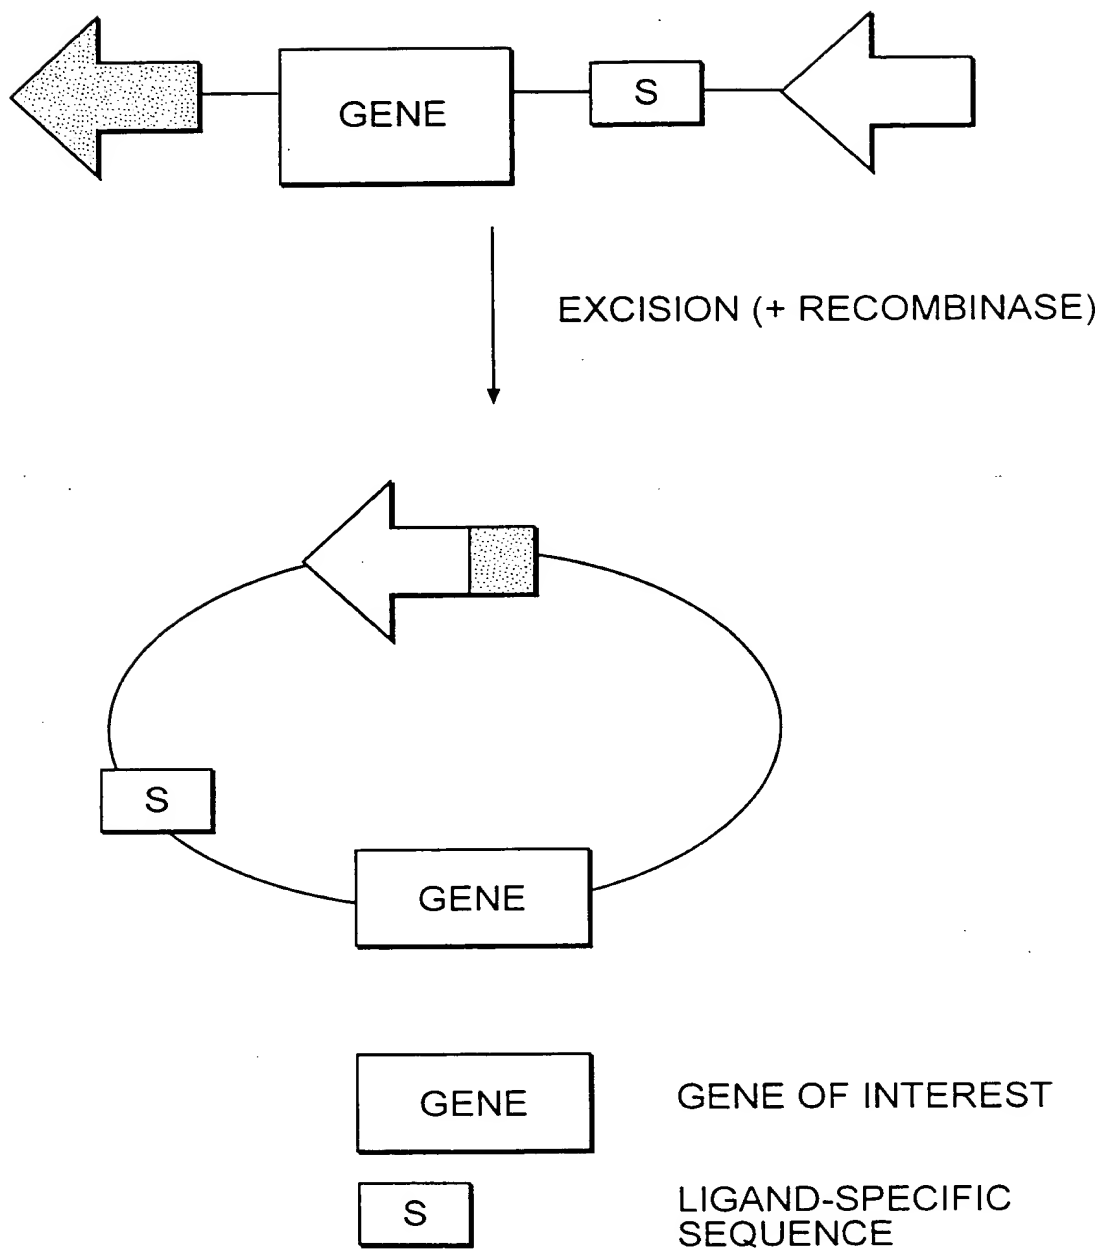 GENE
S
EXCISION (+ RECOMBINASE)
S
GENE
GENE
GENE OF INTEREST
S
LIGAND-SPECIFIC
SEQUENCE